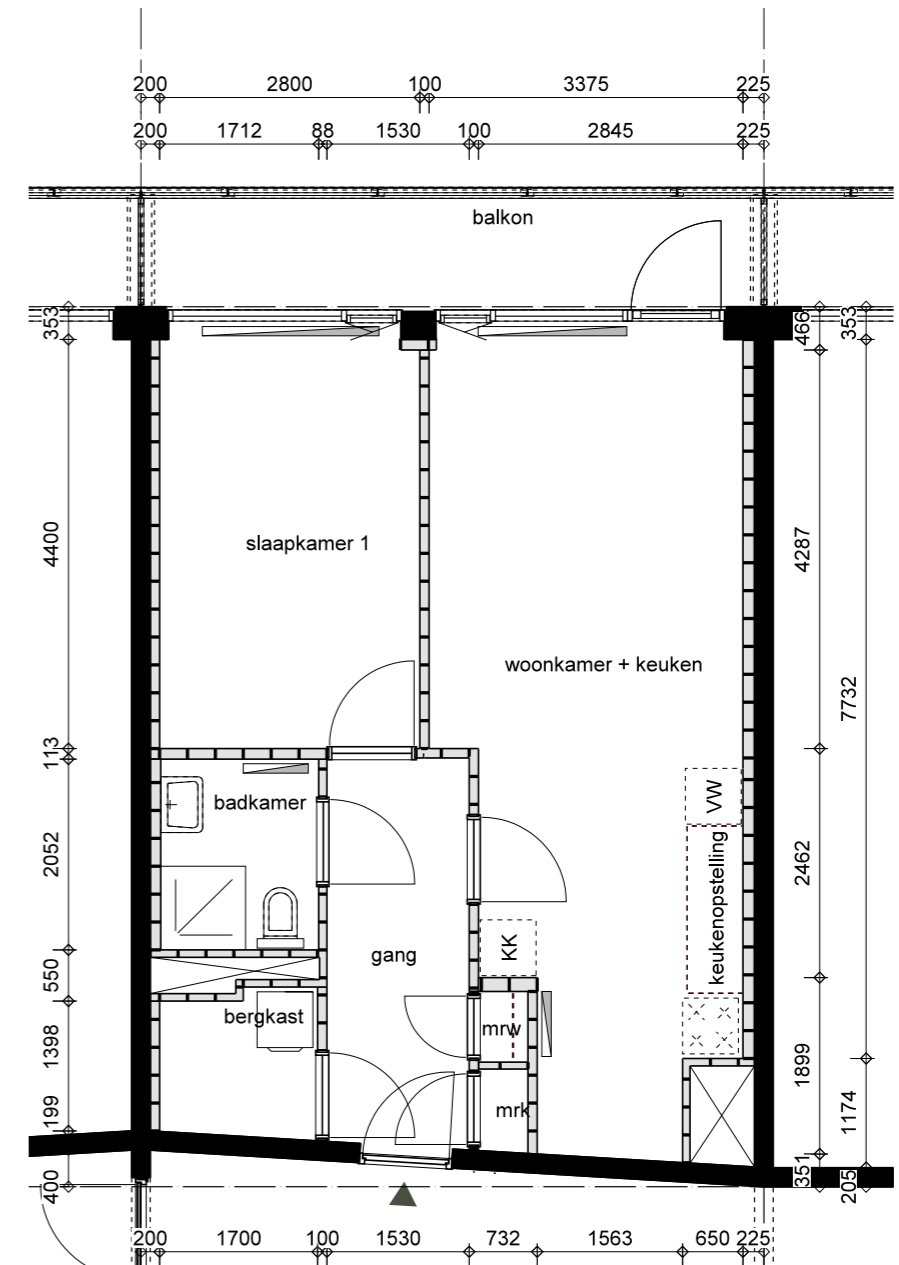 200 2800 100 3375 225
200 1712 88 1530 100 2845 225
balkon
353
466
353
4400
slaapkamer 1
4287
woonkamer + keuken
7732
113
VW
badkamer
2052
keukenopstelling
2462
gang
KK
550
bergkast
mrw
1398
1899
mrk
1174
199
400
351
205
200 1700 100 1530 732 1563 650 225